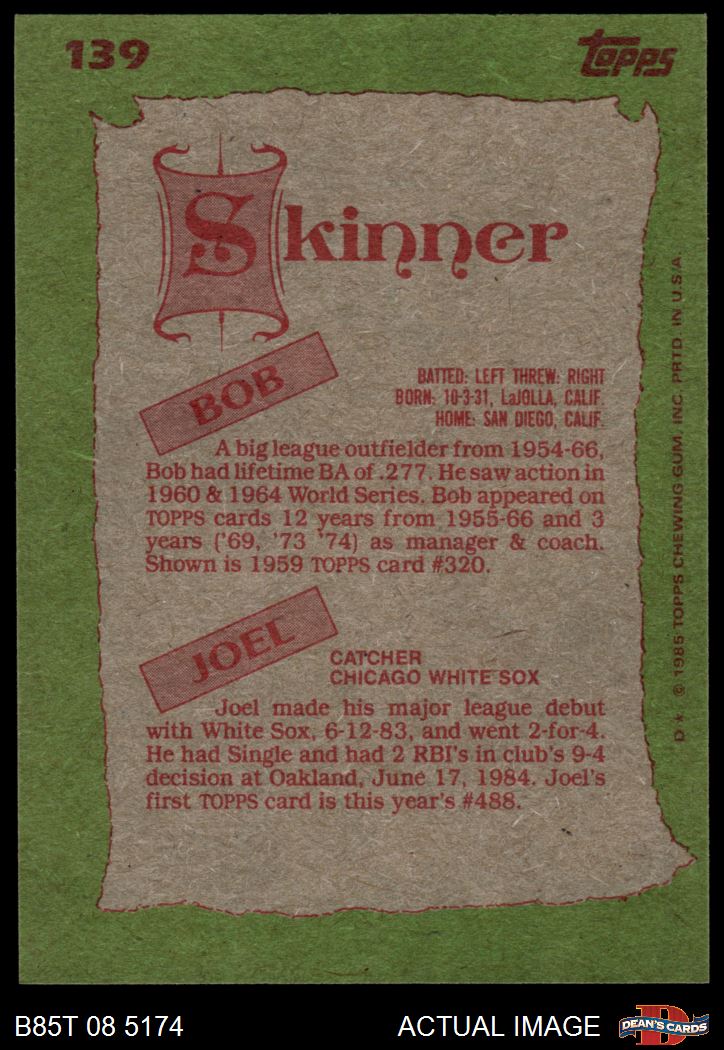 139
TOPPS
Skinner
BOB
BATTED: LEFT THREW: RIGHT
BORN: 10-3-31, LaJOLLA, CALIF.
HOME: SAN DIEGO, CALIF.
A big league outfielder from 1954-66,
Bob had lifetime BA of .277. He saw action in
1960 & 1964 World Series. Bob appeared on
TOPPS cards 12 years from 1955-66 and 3
years ('69, '73 '74) as manager & coach.
Shown is 1959 TOPPS card #320.
JOEL
CATCHER
CHICAGO WHITE SOX
Joel made his major league debut
with White Sox, 6-12-83, and went 2-for-4.
He had Single and had 2 RBI's in club's 9-4
decision at Oakland, June 17, 1984. Joel's
first TOPPS card is this year's #488.
D* © 1985 TOPPS CHEWING GUM, INC. PRTD. IN U.S.A.
B85T 08 5174
ACTUAL IMAGE
D
DEAN'S CARDS